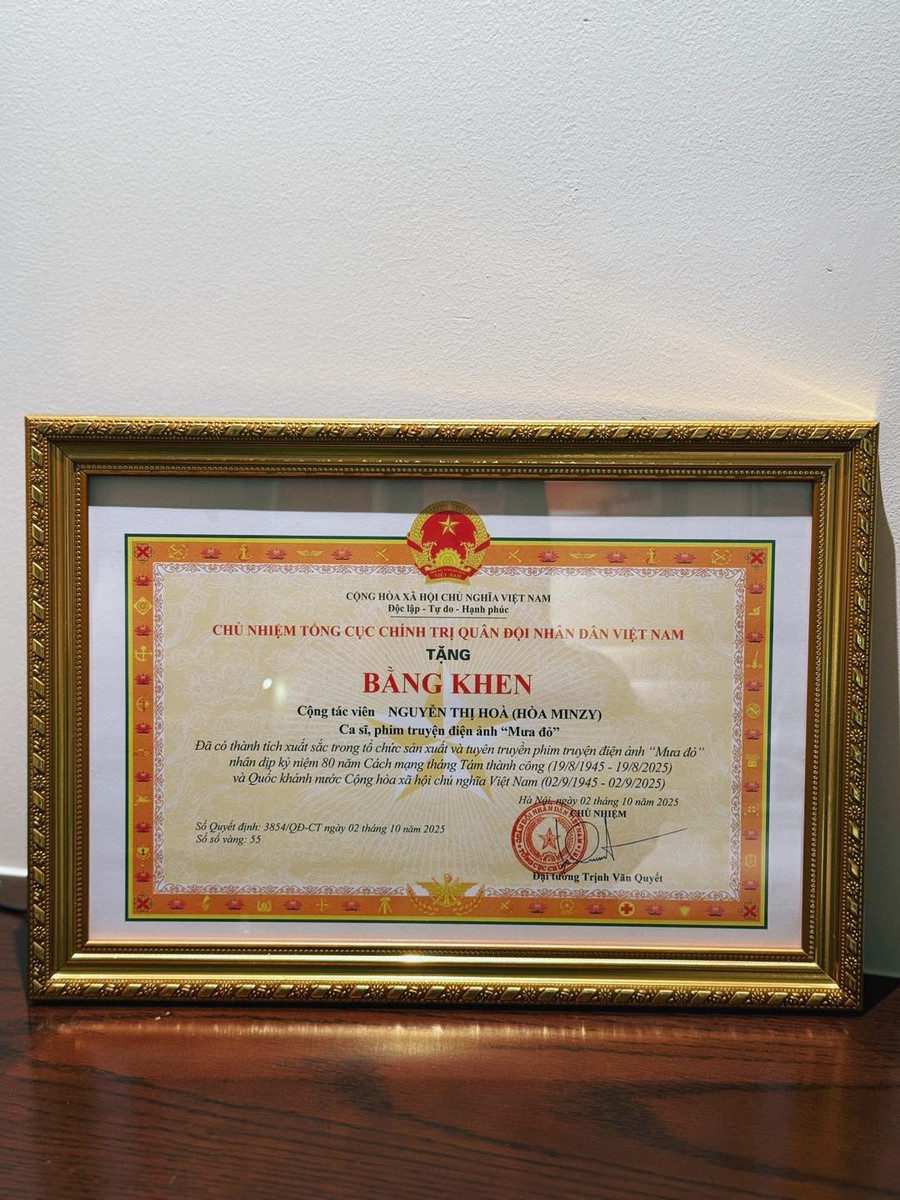 VIỆT NAM
CỘNG HÒA XÃ HỘI CHỦ NGHĨA VIỆT NAM
Độc lập - Tự do - Hạnh phúc
CHỦ NHIỆM TỔNG CỤC CHÍNH TRỊ QUÂN ĐỘI NHÂN DÂN VIỆT NAM
TẶNG
BẰNG KHEN
Cộng tác viên NGUYỄN THỊ HOÀ (HÒA MINZY)
Ca sĩ, phim truyện điện ảnh “Mưa đỏ”
Đã có thành tích xuất sắc trong tổ chức sản xuất và tuyên truyền phim truyện điện ảnh “Mưa đỏ”
nhân dịp kỷ niệm 80 năm Cách mạng tháng Tám thành công (19/8/1945 - 19/8/2025)
và Quốc khánh nước Cộng hòa xã hội chủ nghĩa Việt Nam (02/9/1945 - 02/9/2025)
Hà Nội, ngày 02 tháng 10 năm 2025
CHỦ NHIỆM
Số Quyết định: 3854/QĐ-CT ngày 02 tháng 10 năm 2025
Số sổ vàng: 55
Đại tướng Trịnh Văn Quyết